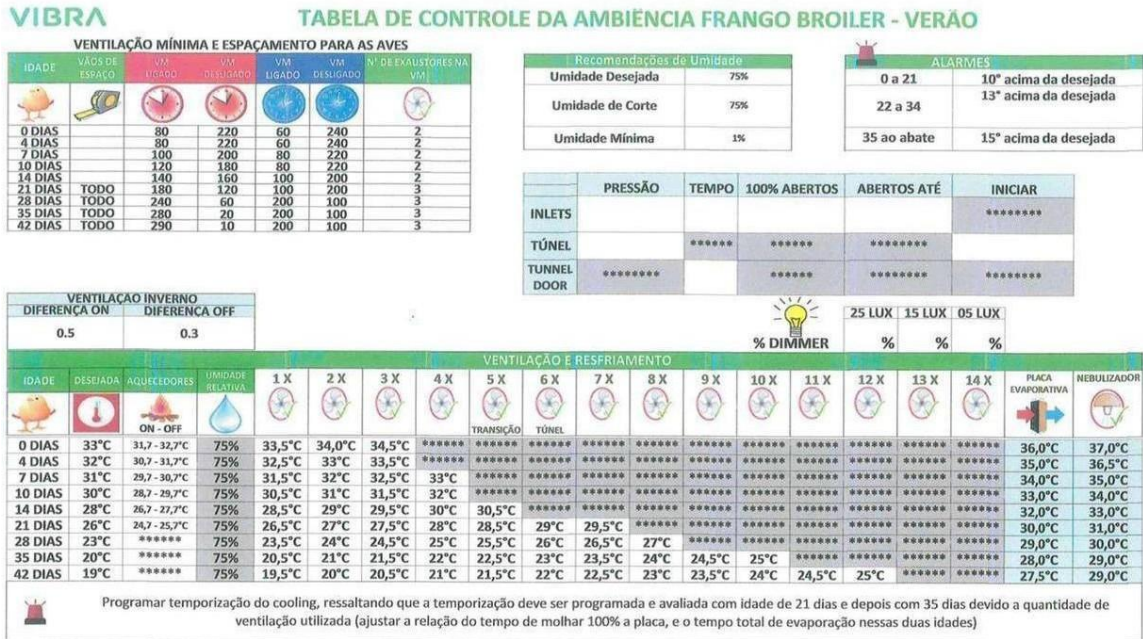 VIBRA
TABELA DE CONTROLE DA AMBIÊNCIA FRANGO BROILER - VERÃO
VENTILAÇÃO MÍNIMA E ESPAÇAMENTO PARA AS AVES
IDADE VÃOS DE ESPAÇO VM LIGADO VM DESLIGADO VM LIGADO VM DESLIGADO N° DE EXAUSTORES NA VM
0 DIAS 80 220 60 240 2
4 DIAS 80 220 60 240 2
7 DIAS 100 200 80 220 2
10 DIAS 120 180 80 220 2
14 DIAS 140 160 100 200 2
21 DIAS TODO 180 120 100 200 3
28 DIAS TODO 240 60 200 100 3
35 DIAS TODO 280 20 200 100 3
42 DIAS TODO 290 10 200 100 3
Recomendações de Umidade
Umidade Desejada 75%
Umidade de Corte 75%
Umidade Mínima 1%
ALARMES
0 a 21 10° acima da desejada
22 a 34 13° acima da desejada
35 ao abate 15° acima da desejada
PRESSÃO TEMPO 100% ABERTOS ABERTOS ATÉ INICIAR
INLETS ********
TÚNEL ****** ****** ********
TUNNEL DOOR ******** ****** ******** ********
VENTILAÇAO INVERNO
DIFERENÇA ON DIFERENÇA OFF
0.5 0.3
25 LUX 15 LUX 05 LUX
% DIMMER % % %
VENTILAÇÃO E RESFRIAMENTO
IDADE DESEJADA AQUECEDORES UMIDADE RELATIVA 1 X 2 X 3 X 4 X 5 X 6 X 7 X 8 X 9 X 10 X 11 X 12 X 13 X 14 X PLACA EVAPORATIVA NEBULIZADOR
ON - OFF TRANSIÇÃO TÚNEL
0 DIAS 33°C 31,7 - 32,7°C 75% 33,5°C 34,0°C 34,5°C ****** ****** ****** ****** ****** ****** ****** ****** ****** ****** ****** 36,0°C 37,0°C
4 DIAS 32°C 30,7 - 31,7°C 75% 32,5°C 33°C 33,5°C ****** ****** ****** ****** ****** ****** ****** ****** ****** ****** ****** 35,0°C 36,5°C
7 DIAS 31°C 29,7 - 30,7°C 75% 31,5°C 32°C 32,5°C 33°C ****** ****** ****** ****** ****** ****** ****** ****** ****** ****** 34,0°C 35,0°C
10 DIAS 30°C 28,7 - 29,7°C 75% 30,5°C 31°C 31,5°C 32°C ****** ****** ****** ****** ****** ****** ****** ****** ****** ****** 33,0°C 34,0°C
14 DIAS 28°C 26,7 - 27,7°C 75% 28,5°C 29°C 29,5°C 30°C 30,5°C ****** ****** ****** ****** ****** ****** ****** ****** ****** 32,0°C 33,0°C
21 DIAS 26°C 24,7 - 25,7°C 75% 26,5°C 27°C 27,5°C 28°C 28,5°C 29°C 29,5°C ****** ****** ****** ****** ****** ****** ****** 30,0°C 31,0°C
28 DIAS 23°C ****** 75% 23,5°C 24°C 24,5°C 25°C 25,5°C 26°C 26,5°C 27°C ****** ****** ****** ****** ****** ****** 29,0°C 30,0°C
35 DIAS 20°C ****** 75% 20,5°C 21°C 21,5°C 22°C 22,5°C 23°C 23,5°C 24°C 24,5°C 25°C ****** ****** ****** ****** 28,0°C 29,0°C
42 DIAS 19°C ****** 75% 19,5°C 20°C 20,5°C 21°C 21,5°C 22°C 22,5°C 23°C 23,5°C 24°C 24,5°C 25°C ****** ****** 27,5°C 29,0°C
Programar temporização do cooling, ressaltando que a temporização deve ser programada e avaliada com idade de 21 dias e depois com 35 dias devido a quantidade de
ventilação utilizada (ajustar a relação do tempo de molhar 100% a placa, e o tempo total de evaporação nessas duas idades)